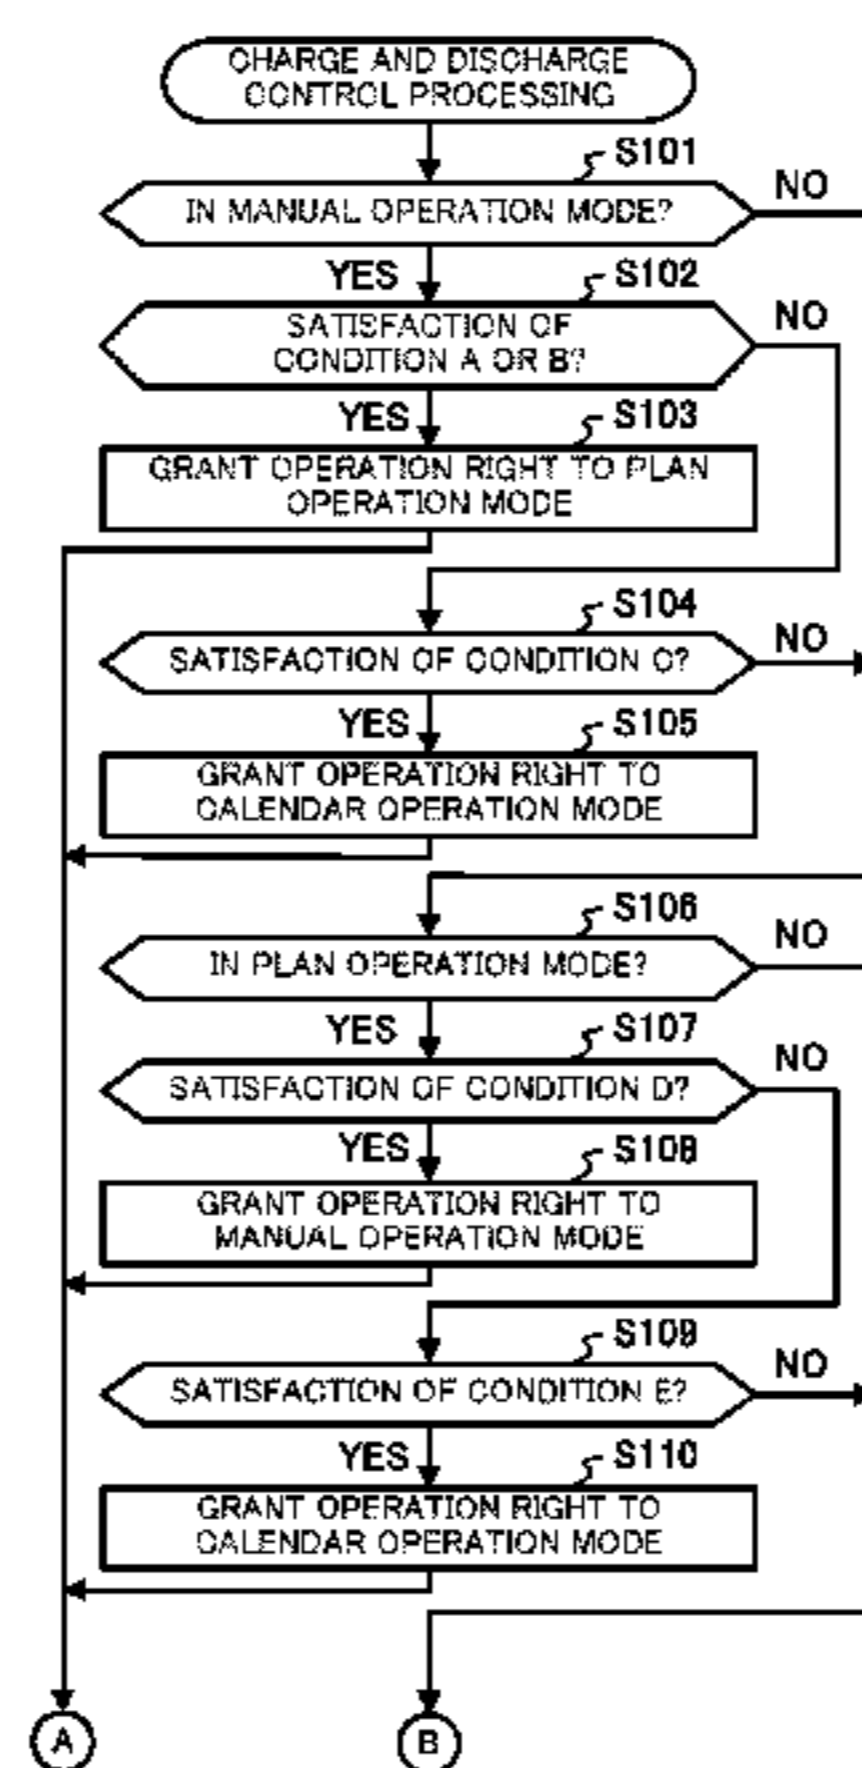 CHARGE AND DISCHARGE
CONTROL PROCESSING
S101
IN MANUAL OPERATION MODE?
NO
YES
S102
SATISFACTION OF
CONDITION A OR B?
NO
YES
S103
GRANT OPERATION RIGHT TO PLAN
OPERATION MODE
S104
SATISFACTION OF CONDITION C?
NO
YES
S105
GRANT OPERATION RIGHT TO
CALENDAR OPERATION MODE
S106
IN PLAN OPERATION MODE?
NO
YES
S107
SATISFACTION OF CONDITION D?
NO
YES
S108
GRANT OPERATION RIGHT TO
MANUAL OPERATION MODE
S109
SATISFACTION OF CONDITION E?
NO
YES
S110
GRANT OPERATION RIGHT TO
CALENDAR OPERATION MODE
A
B